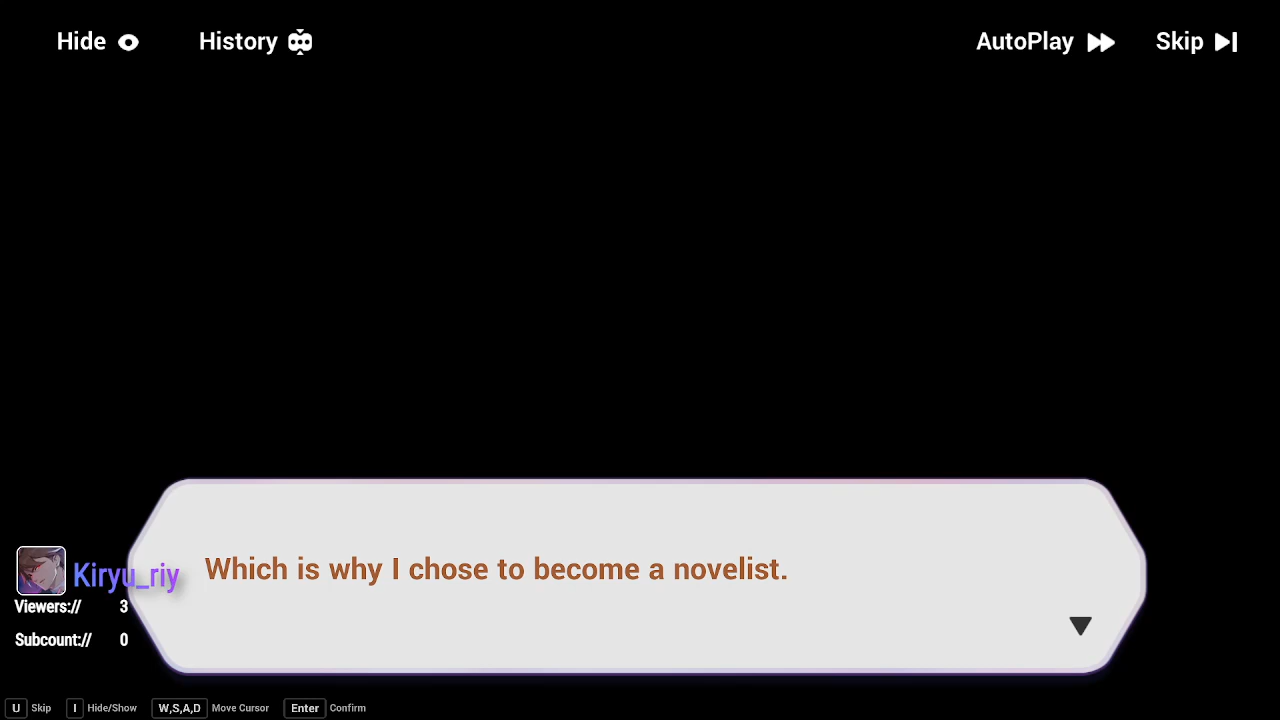 Hide
History
AutoPlay
Skip
Which is why I chose to become a novelist.
Kiryu_riy
Viewers:// 3
Subcount:// 0
U Skip I Hide/Show W,S,A,D Move Cursor Enter Confirm